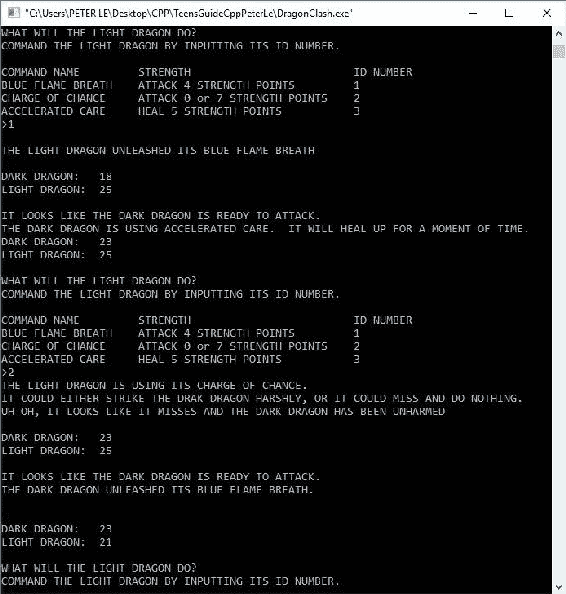 "C:\Users\PETER LE\Desktop\CPP\TeensGuideCppPeterLe\DragonClash.exe"
WHAT WILL THE LIGHT DRAGON DO?
COMMAND THE LIGHT DRAGON BY INPUTTING ITS ID NUMBER.
COMMAND NAME STRENGTH ID NUMBER
BLUE FLAME BREATH ATTACK 4 STRENGTH POINTS 1
CHARGE OF CHANCE ATTACK 0 or 7 STRENGTH POINTS 2
ACCELERATED CARE HEAL 5 STRENGTH POINTS 3
>1
THE LIGHT DRAGON UNLEASHED ITS BLUE FLAME BREATH
DARK DRAGON: 18
LIGHT DRAGON: 25
IT LOOKS LIKE THE DARK DRAGON IS READY TO ATTACK.
THE DARK DRAGON IS USING ACCELERATED CARE. IT WILL HEAL UP FOR A MOMENT OF TIME.
DARK DRAGON: 23
LIGHT DRAGON: 25
WHAT WILL THE LIGHT DRAGON DO?
COMMAND THE LIGHT DRAGON BY INPUTTING ITS ID NUMBER.
COMMAND NAME STRENGTH ID NUMBER
BLUE FLAME BREATH ATTACK 4 STRENGTH POINTS 1
CHARGE OF CHANCE ATTACK 0 or 7 STRENGTH POINTS 2
ACCELERATED CARE HEAL 5 STRENGTH POINTS 3
>2
THE LIGHT DRAGON IS USING ITS CHARGE OF CHANCE.
IT COULD EITHER STRIKE THE DRAK DRAGON HARSHLY, OR IT COULD MISS AND DO NOTHING.
UH OH, IT LOOKS LIKE IT MISSES AND THE DARK DRAGON HAS BEEN UNHARMED
DARK DRAGON: 23
LIGHT DRAGON: 25
IT LOOKS LIKE THE DARK DRAGON IS READY TO ATTACK.
THE DARK DRAGON UNLEASHED ITS BLUE FLAME BREATH.
DARK DRAGON: 23
LIGHT DRAGON: 21
WHAT WILL THE LIGHT DRAGON DO?
COMMAND THE LIGHT DRAGON BY INPUTTING ITS ID NUMBER.